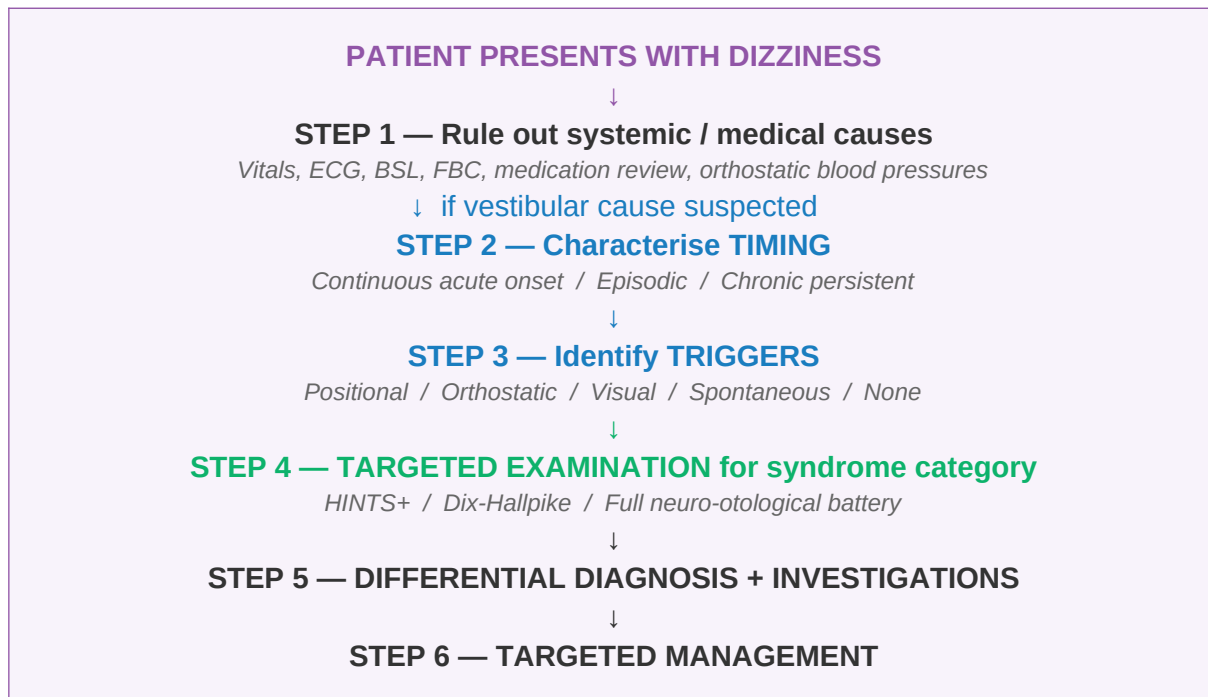 PATIENT PRESENTS WITH DIZZINESS
↓
STEP 1 — Rule out systemic / medical causes
Vitals, ECG, BSL, FBC, medication review, orthostatic blood pressures
↓ if vestibular cause suspected
STEP 2 — Characterise TIMING
Continuous acute onset / Episodic / Chronic persistent
↓
STEP 3 — Identify TRIGGERS
Positional / Orthostatic / Visual / Spontaneous / None
↓
STEP 4 — TARGETED EXAMINATION for syndrome category
HINTS+ / Dix-Hallpike / Full neuro-otological battery
↓
STEP 5 — DIFFERENTIAL DIAGNOSIS + INVESTIGATIONS
↓
STEP 6 — TARGETED MANAGEMENT